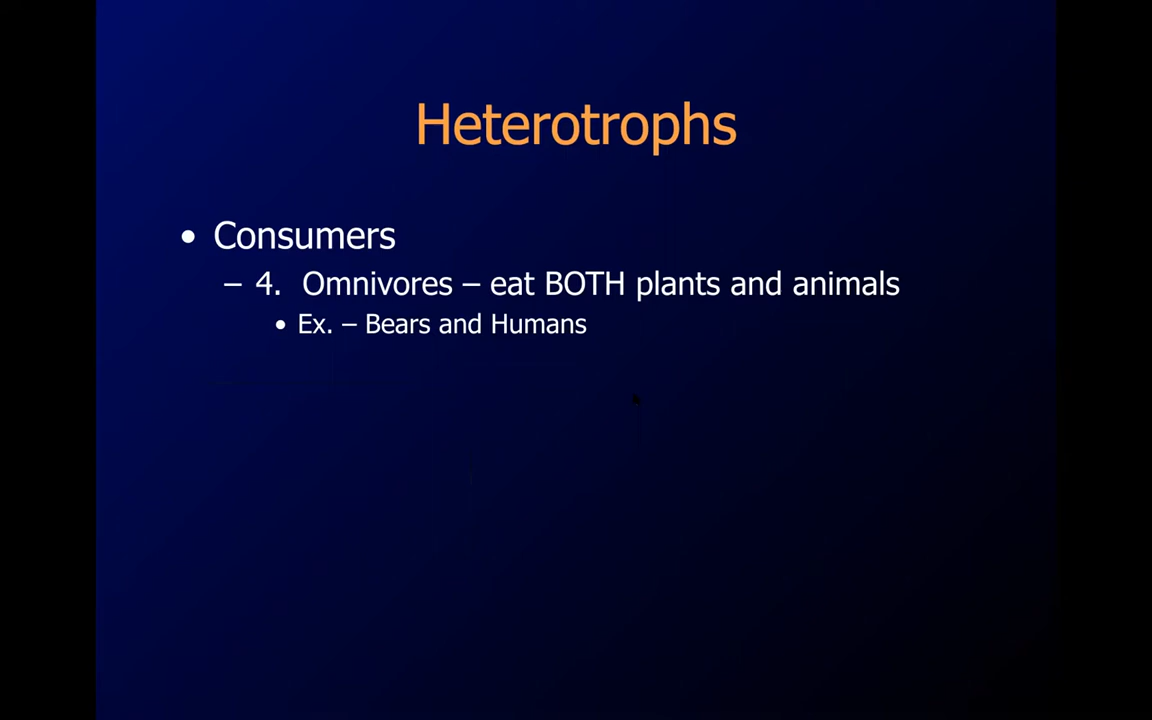 Heterotrophs
• Consumers
– 4. Omnivores – eat BOTH plants and animals
• Ex. – Bears and Humans